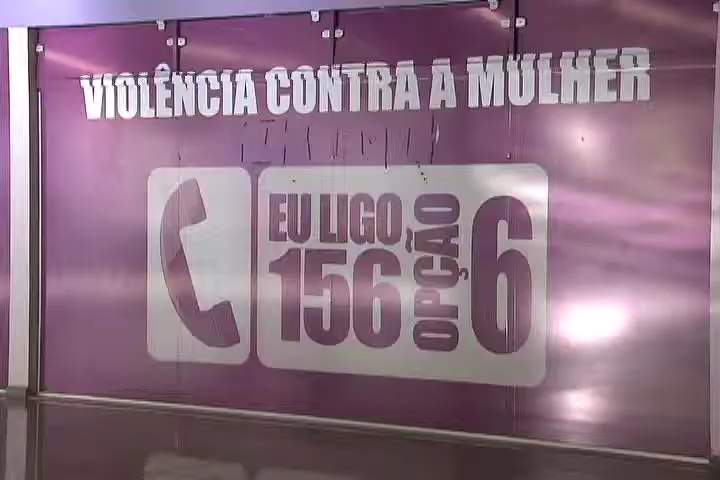 VIOLÊNCIA CONTRA A MULHER
EU LIGO
156
OPÇÃO
6